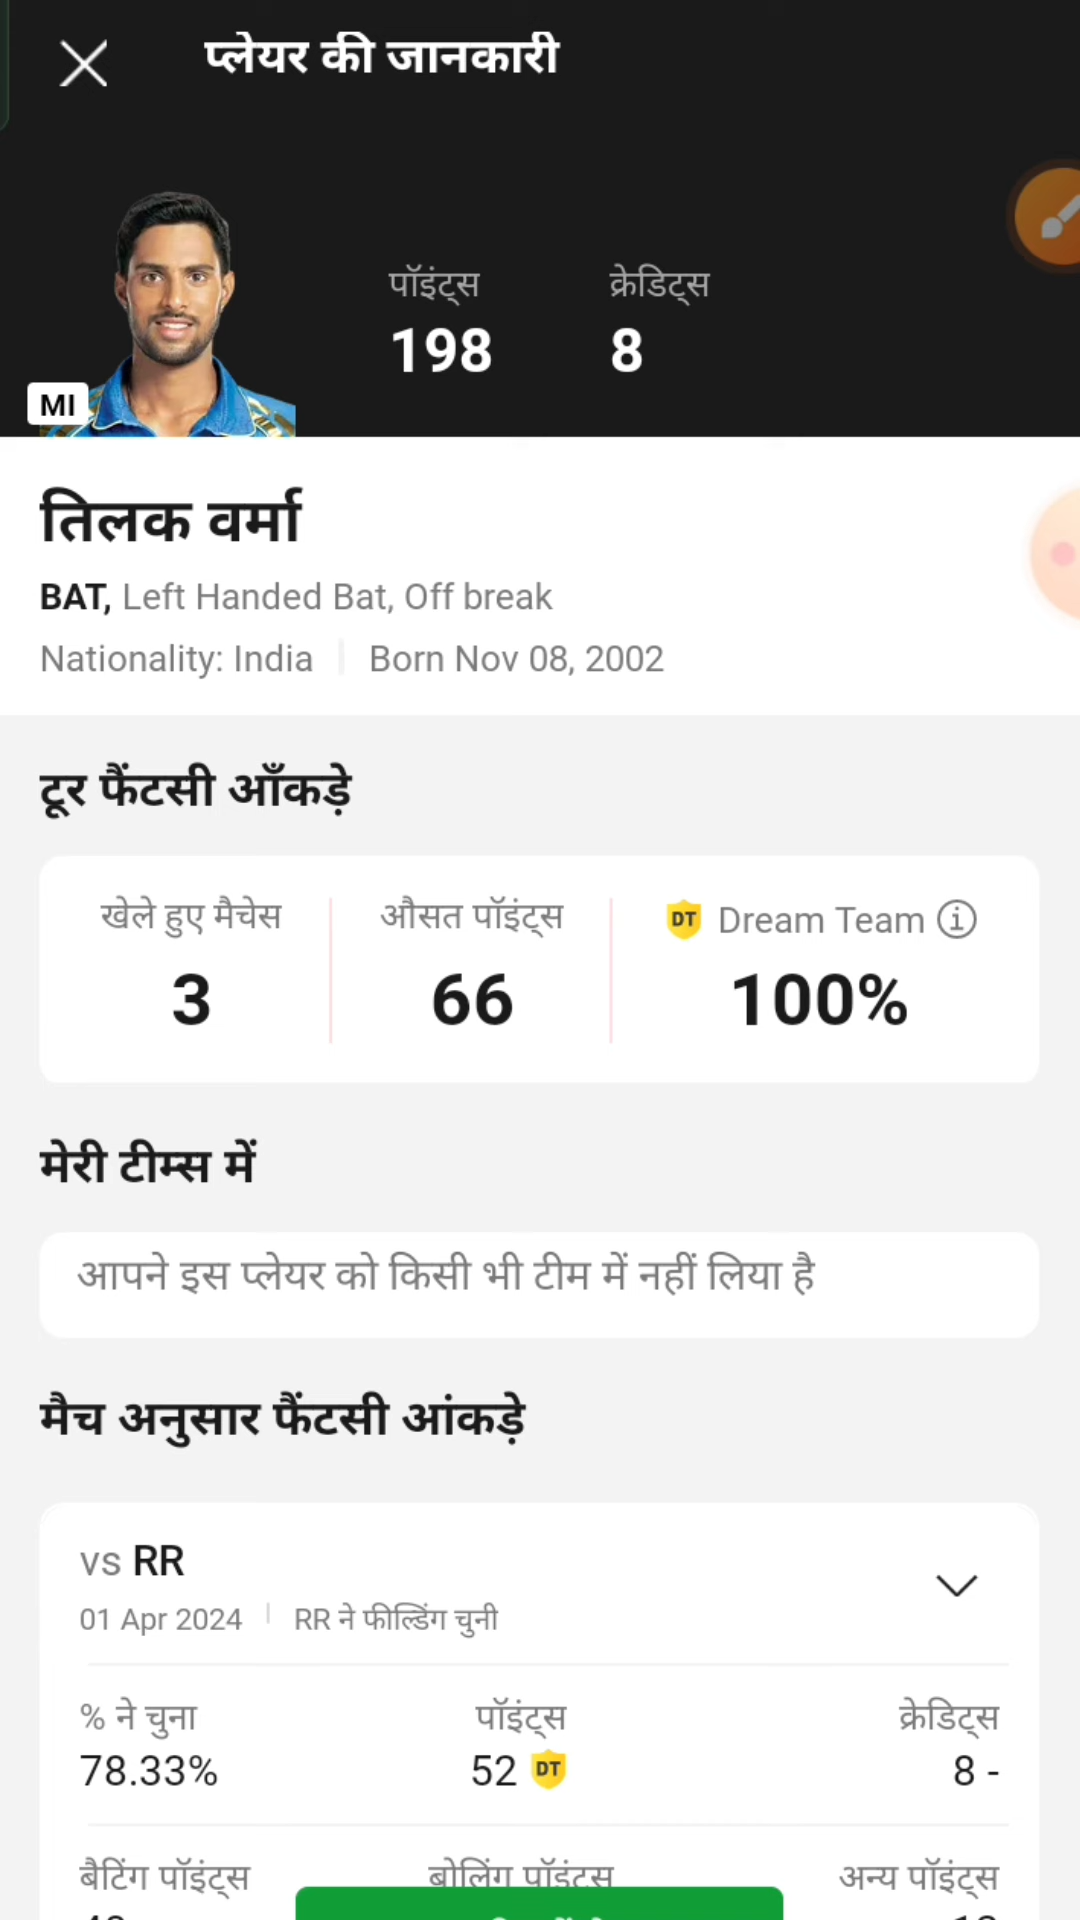 प्लेयर की जानकारी
पॉइंट्स क्रेडिट्स
198 8
MI
तिलक वर्मा
BAT, Left Handed Bat, Off break
Nationality: India Born Nov 08, 2002
टूर फैंटसी आँकड़े
खेले हुए मैचेस औसत पॉइंट्स DT Dream Team
3 66 100%
मेरी टीम्स में
आपने इस प्लेयर को किसी भी टीम में नहीं लिया है
मैच अनुसार फैंटसी आंकड़े
vs RR
01 Apr 2024 RR ने फील्डिंग चुनी
% ने चुना पॉइंट्स क्रेडिट्स
78.33% 52 DT 8 -
बैटिंग पॉइंट्स बोलिंग पॉइंट्स अन्य पॉइंट्स